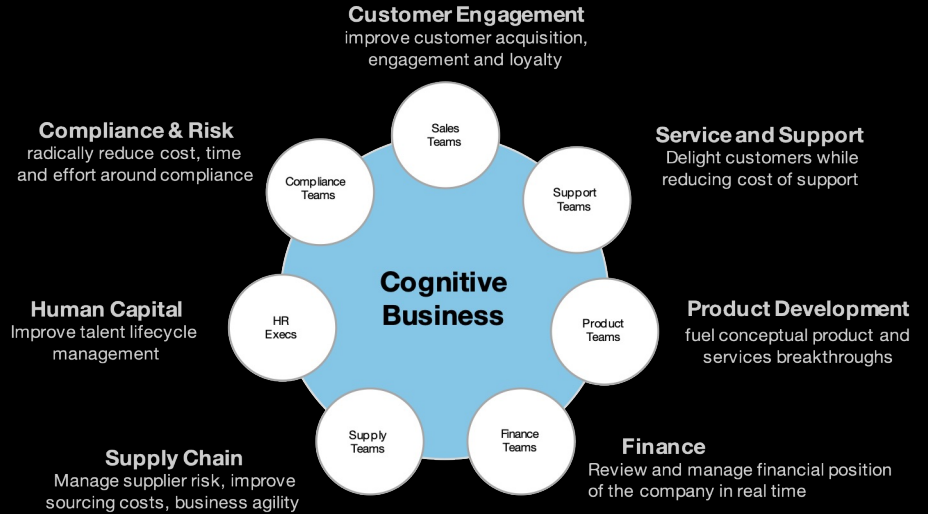 Customer Engagement
improve customer acquisition,
engagement and loyalty
Sales
Teams
Service and Support
Delight customers while
reducing cost of support
Support
Teams
Product Development
fuel conceptual product and
services breakthroughs
Product
Teams
Finance
Review and manage financial position
of the company in real time
Finance
Teams
Supply Chain
Manage supplier risk, improve
sourcing costs, business agility
Supply
Teams
Human Capital
Improve talent lifecycle
management
HR
Execs
Compliance & Risk
radically reduce cost, time
and effort around compliance
Compliance
Teams
Cognitive
Business